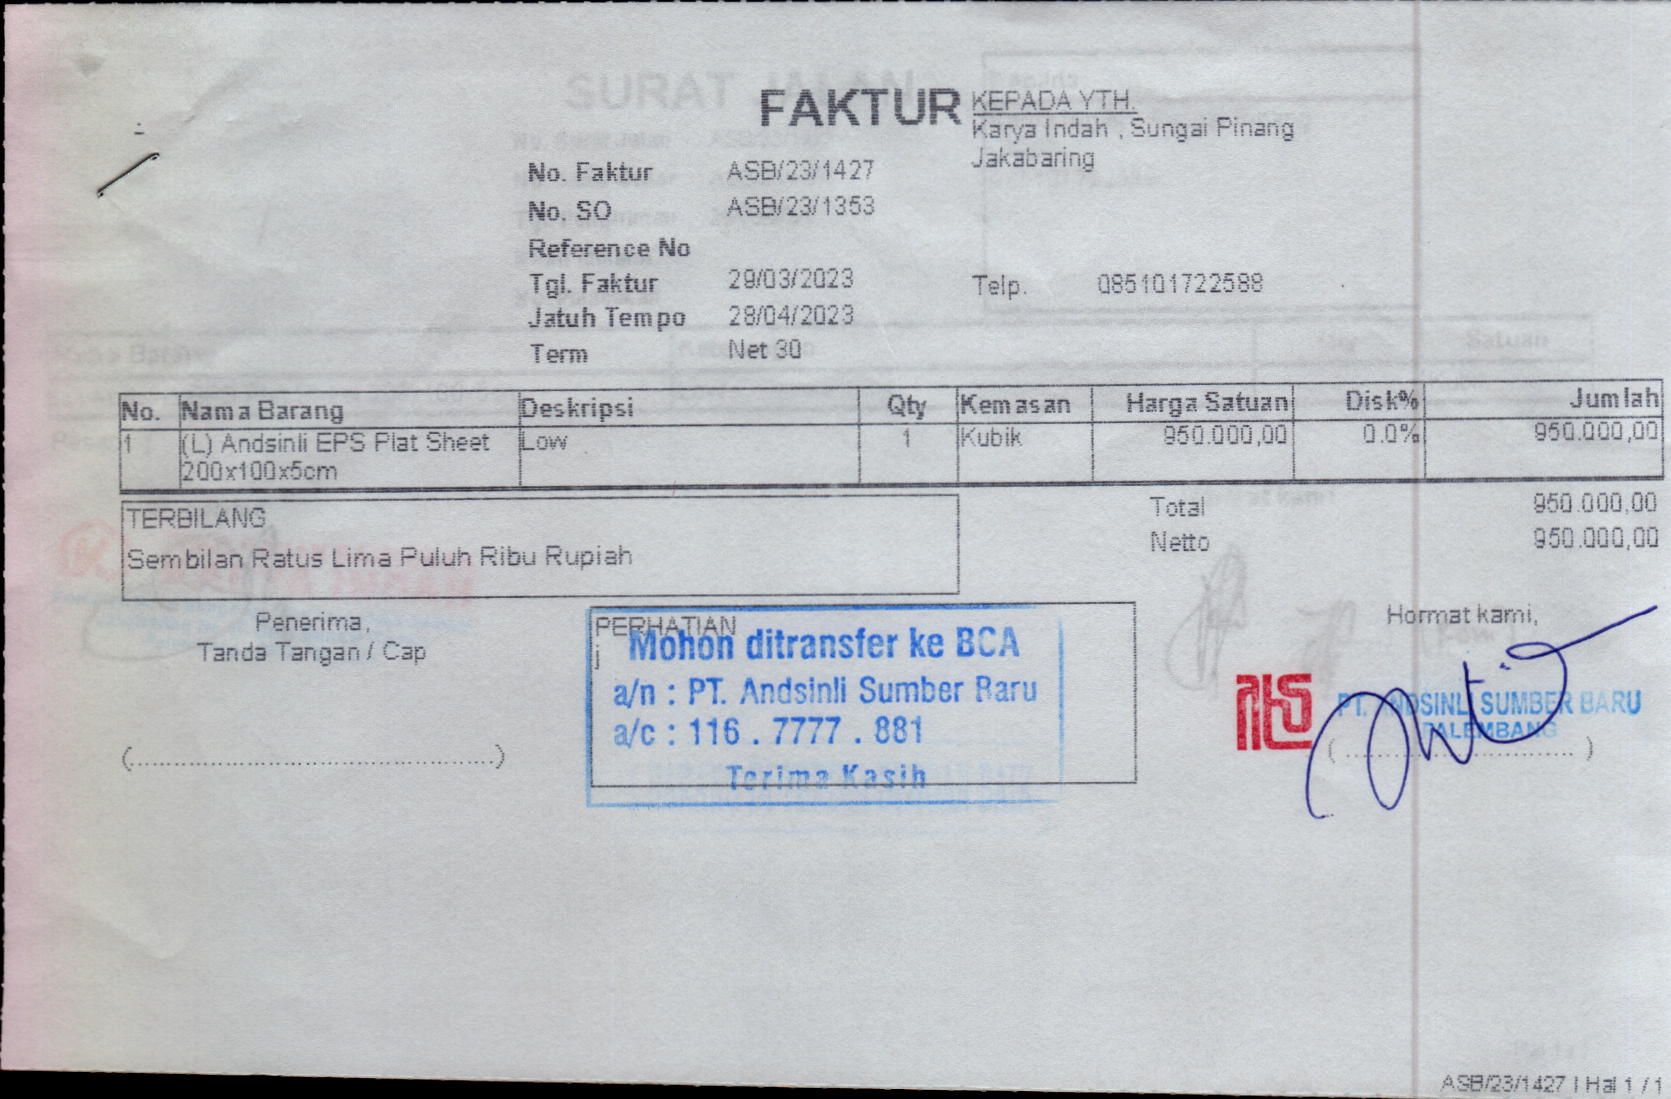 FAKTUR
KEPADA YTH.
Karya Indah , Sungai Pinang
Jakabaring
No. Faktur ASB/23/1427
No. SO ASB/23/1353
Reference No
Tgl. Faktur 29/03/2023
Telp. 085101722588
Jatuh Tempo 28/04/2023
Term Net 30
No. Nama Barang Deskripsi Qty Kemasan Harga Satuan Disk% Jumlah
1 (L) Andsinli EPS Plat Sheet Low 1 Kubik 950.000,00 0.0% 950.000,00
200x100x5cm
TERBILANG
Sembilan Ratus Lima Puluh Ribu Rupiah
Total 950.000,00
Netto 950.000,00
Penerima,
Tanda Tangan / Cap
(.....................................................)
PERHATIAN
j
Mohon ditransfer ke BCA
a/n : PT. Andsinli Sumber Baru
a/c : 116 . 7777 . 881
Terima Kasih
Hormat kami,
PT. ANDSINLI SUMBER BARU
PALEMBANG
( ................................. )
ASB/23/1427 | Hal 1 / 1
SURAT JALAN
Satuan